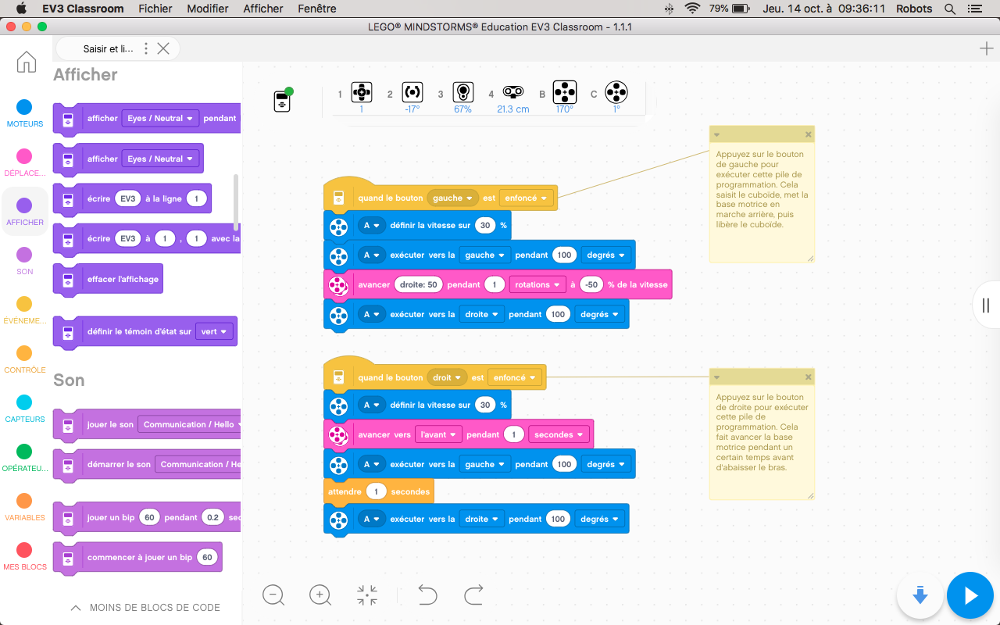 EV3 Classroom Fichier Modifier Afficher Fenêtre 79% Jeu. 14 oct. à 09:36:11 Robots
LEGO® MINDSTORMS® Education EV3 Classroom - 1.1.1
Saisir et li...
MOTEURS
DÉPLACE...
AFFICHER
SON
ÉVÉNEME...
CONTRÔLE
CAPTEURS
OPÉRATEU...
VARIABLES
MES BLOCS
Afficher
afficher Eyes / Neutral pendant
afficher Eyes / Neutral
écrire EV3 à la ligne 1
écrire EV3 à 1 , 1 avec la
effacer l'affichage
définir le témoin d'état sur vert
Son
jouer le son Communication / Hello
démarrer le son Communication / He
jouer un bip 60 pendant 0.2 sec
commencer à jouer un bip 60
MOINS DE BLOCS DE CODE
1 2 3 4 B C
1 -17° 67% 21.3 cm 170° 1°
quand le bouton gauche est enfoncé
A définir la vitesse sur 30 %
A exécuter vers la gauche pendant 100 degrés
avancer droite: 50 pendant 1 rotations à -50 % de la vitesse
A exécuter vers la droite pendant 100 degrés
Appuyez sur le bouton
de gauche pour
exécuter cette pile de
programmation. Cela
saisit le cuboïde, met la
base motrice en
marche arrière, puis
libère le cuboïde.
quand le bouton droit est enfoncé
A définir la vitesse sur 30 %
avancer vers l'avant pendant 1 secondes
A exécuter vers la gauche pendant 100 degrés
attendre 1 secondes
A exécuter vers la droite pendant 100 degrés
Appuyez sur le bouton
de droite pour exécuter
cette pile de
programmation. Cela
fait avancer la base
motrice pendant un
certain temps avant
d'abaisser le bras.